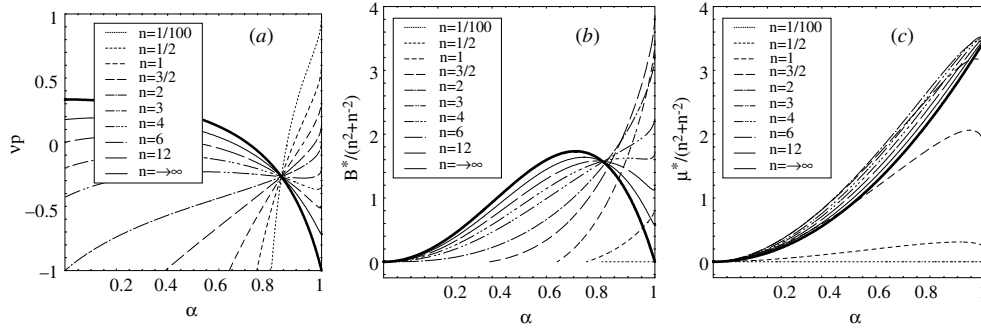 1
0.5
0
−0.5
−1
νp
0.2 0.4 0.6 0.8 1
α
(a)
n=1/100
n=1/2
n=1
n=3/2
n=2
n=3
n=4
n=6
n=12
n=→∞
4
3
2
1
0
B*/(n²+n-2)
0.2 0.4 0.6 0.8 1
α
(b)
n=1/100
n=1/2
n=1
n=3/2
n=2
n=3
n=4
n=6
n=12
n=→∞
4
3
2
1
0
μ*/(n²+n-2)
0.2 0.4 0.6 0.8 1
α
(c)
n=1/100
n=1/2
n=1
n=3/2
n=2
n=3
n=4
n=6
n=12
n=→∞